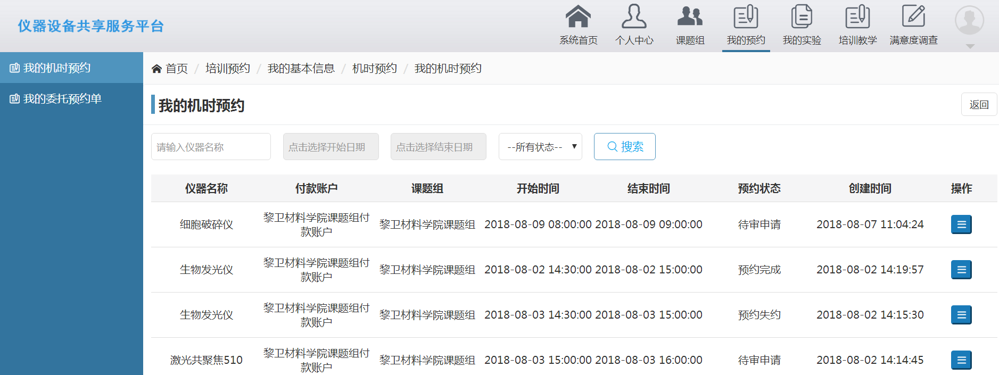 仪器设备共享服务平台
系统首页 个人中心 课题组 我的预约 我的实验 培训教学 满意度调查
我的机时预约
我的委托预约单
首页 / 培训预约 / 我的基本信息 / 机时预约 / 我的机时预约
我的机时预约
返回
请输入仪器名称 点击选择开始日期 点击选择结束日期 --所有状态-- 搜索
仪器名称 付款账户 课题组 开始时间 结束时间 预约状态 创建时间 操作
细胞破碎仪 黎卫材料学院课题组付 黎卫材料学院课题组 2018-08-09 08:00:00 2018-08-09 09:00:00 待审申请 2018-08-07 11:04:24
款账户
生物发光仪 黎卫材料学院课题组付 黎卫材料学院课题组 2018-08-02 14:30:00 2018-08-02 15:00:00 预约完成 2018-08-02 14:19:57
款账户
生物发光仪 黎卫材料学院课题组付 黎卫材料学院课题组 2018-08-03 14:30:00 2018-08-03 15:00:00 预约失约 2018-08-02 14:15:30
款账户
激光共聚焦510 黎卫材料学院课题组付 黎卫材料学院课题组 2018-08-03 15:00:00 2018-08-03 16:00:00 待审申请 2018-08-02 14:14:45
款账户